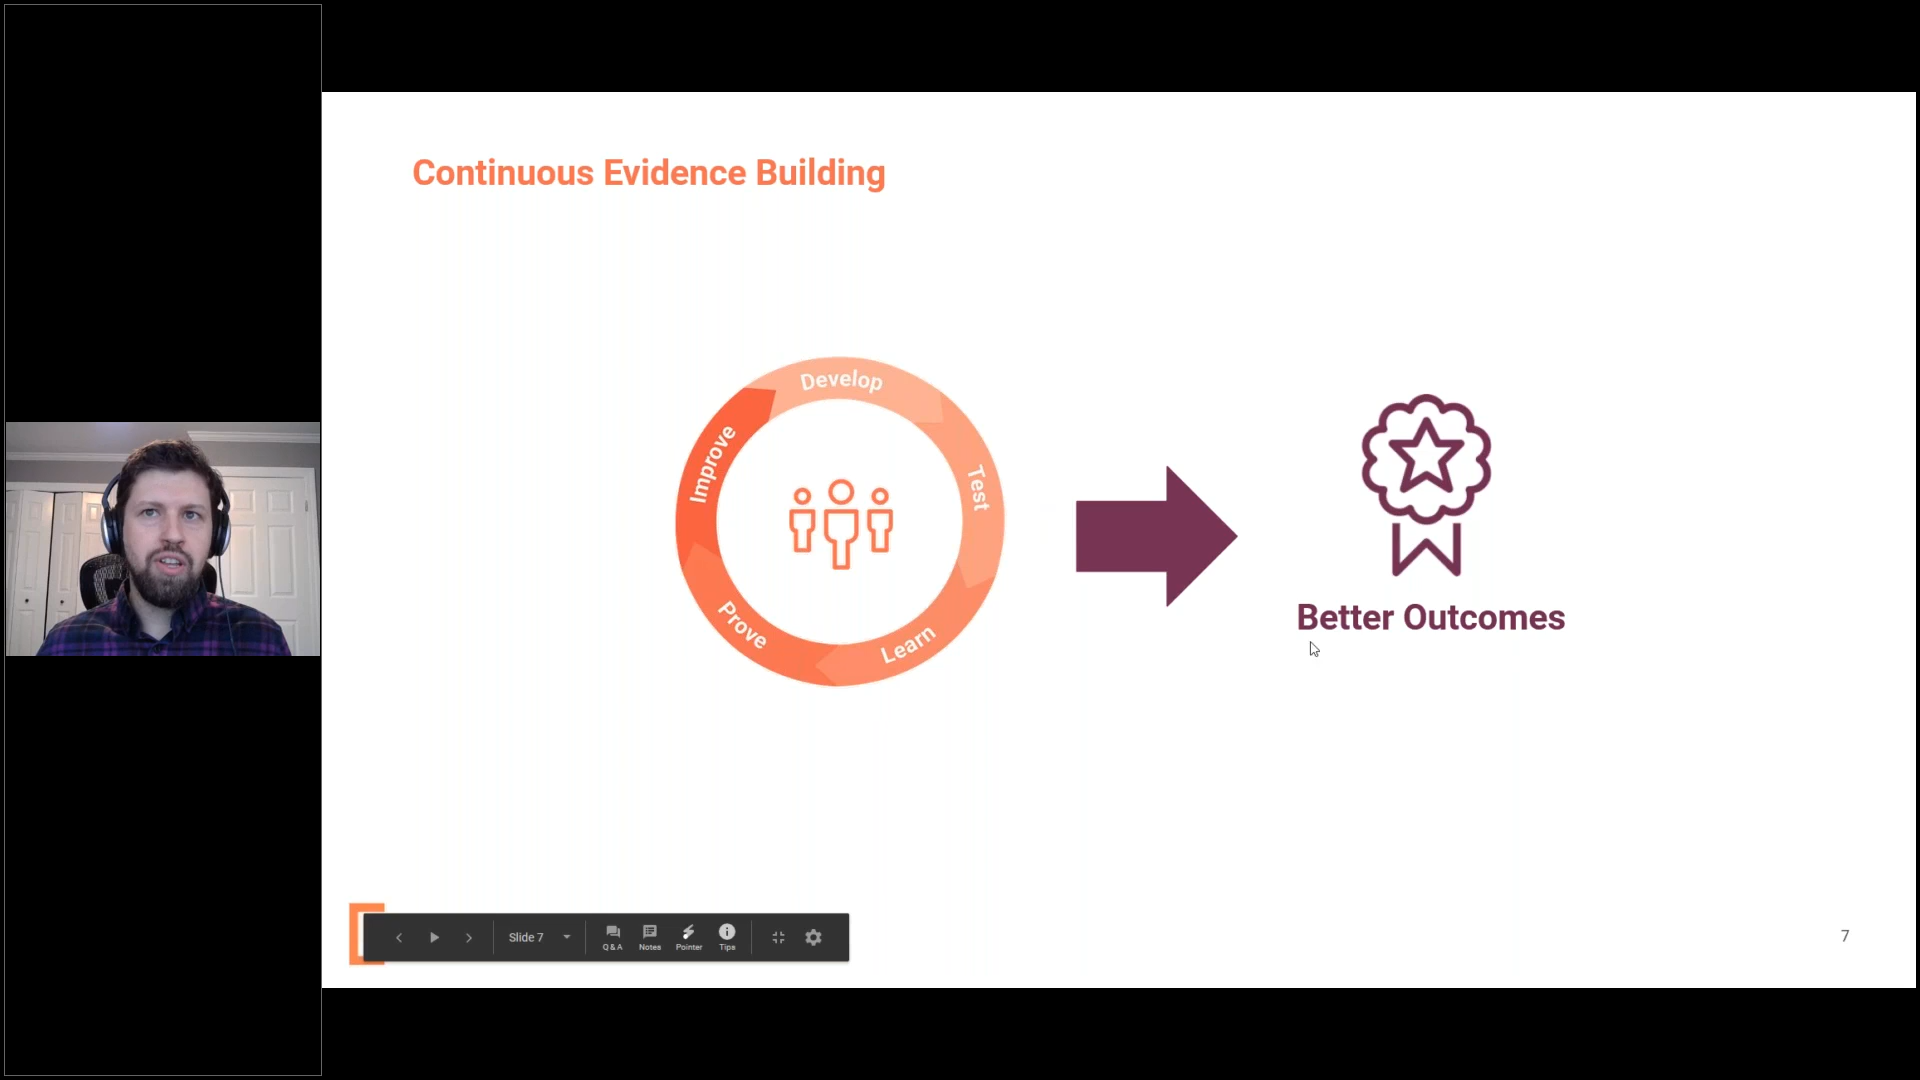 Continuous Evidence Building
Develop
Test
Learn
Prove
Improve
Better Outcomes
Slide 7
Q&A
Notes
Pointer
Tips
7